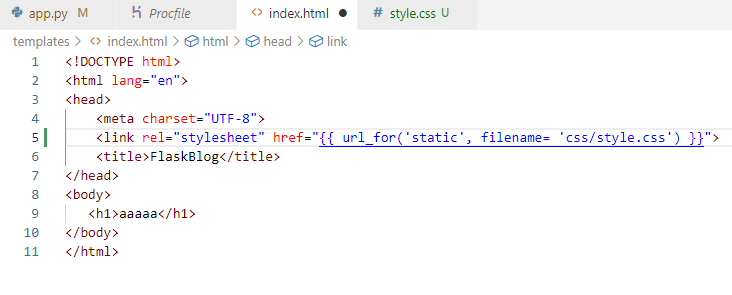 app.py M Procfile index.html style.css U
templates > index.html > html > head > link
1 <!DOCTYPE html>
2 <html lang="en">
3 <head>
4 <meta charset="UTF-8">
5 <link rel="stylesheet" href="{{ url_for('static', filename= 'css/style.css') }}">
6 <title>FlaskBlog</title>
7 </head>
8 <body>
9 <h1>aaaaa</h1>
10 </body>
11 </html>